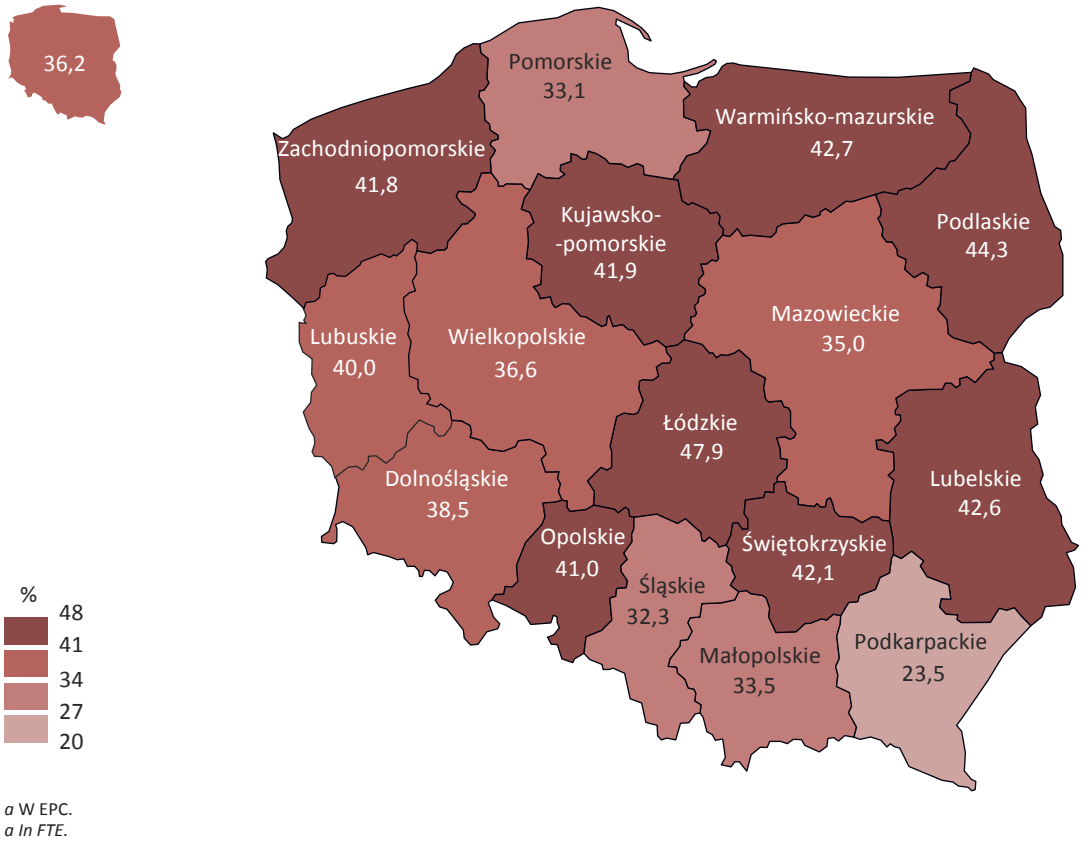 36,2
Pomorskie
33,1
Warmińsko-mazurskie
42,7
Zachodniopomorskie
41,8
Kujawsko-
-pomorskie
41,9
Podlaskie
44,3
Lubuskie
40,0
Wielkopolskie
36,6
Mazowieckie
35,0
Łódzkie
47,9
Dolnośląskie
38,5
Lubelskie
42,6
Opolskie
41,0
Świętokrzyskie
42,1
Śląskie
32,3
Małopolskie
33,5
Podkarpackie
23,5
%
48
41
34
27
20
a W EPC.
a In FTE.